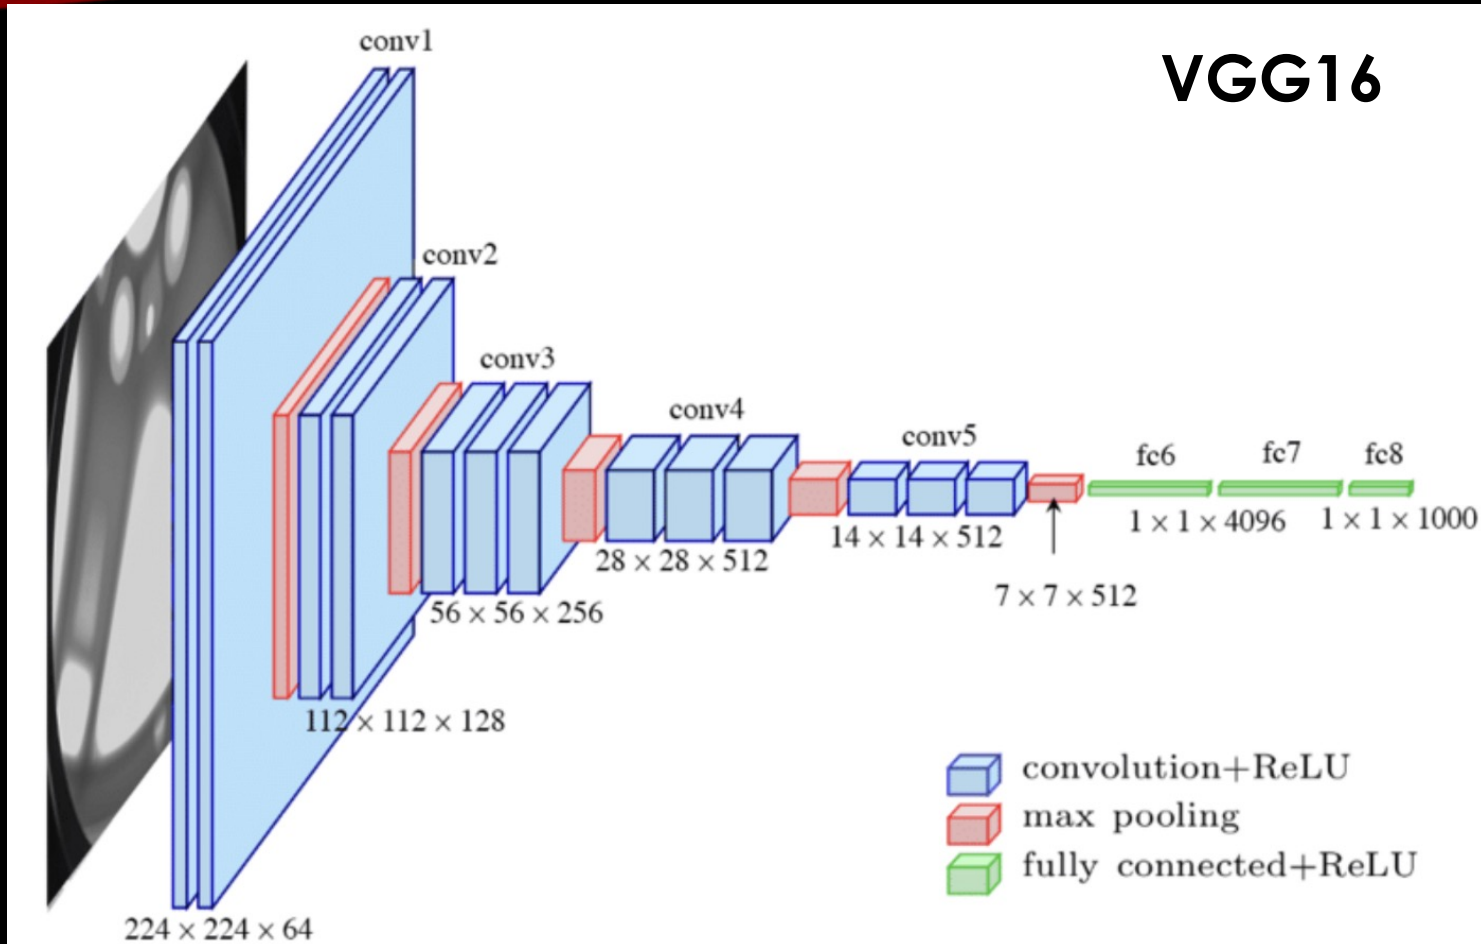 VGG16
conv1
conv2
conv3
conv4
conv5
fc6
fc7
fc8
1 × 1 × 4096
1 × 1 × 1000
14 × 14 × 512
28 × 28 × 512
7 × 7 × 512
56 × 56 × 256
112 × 112 × 128
224 × 224 × 64
convolution+ReLU
max pooling
fully connected+ReLU